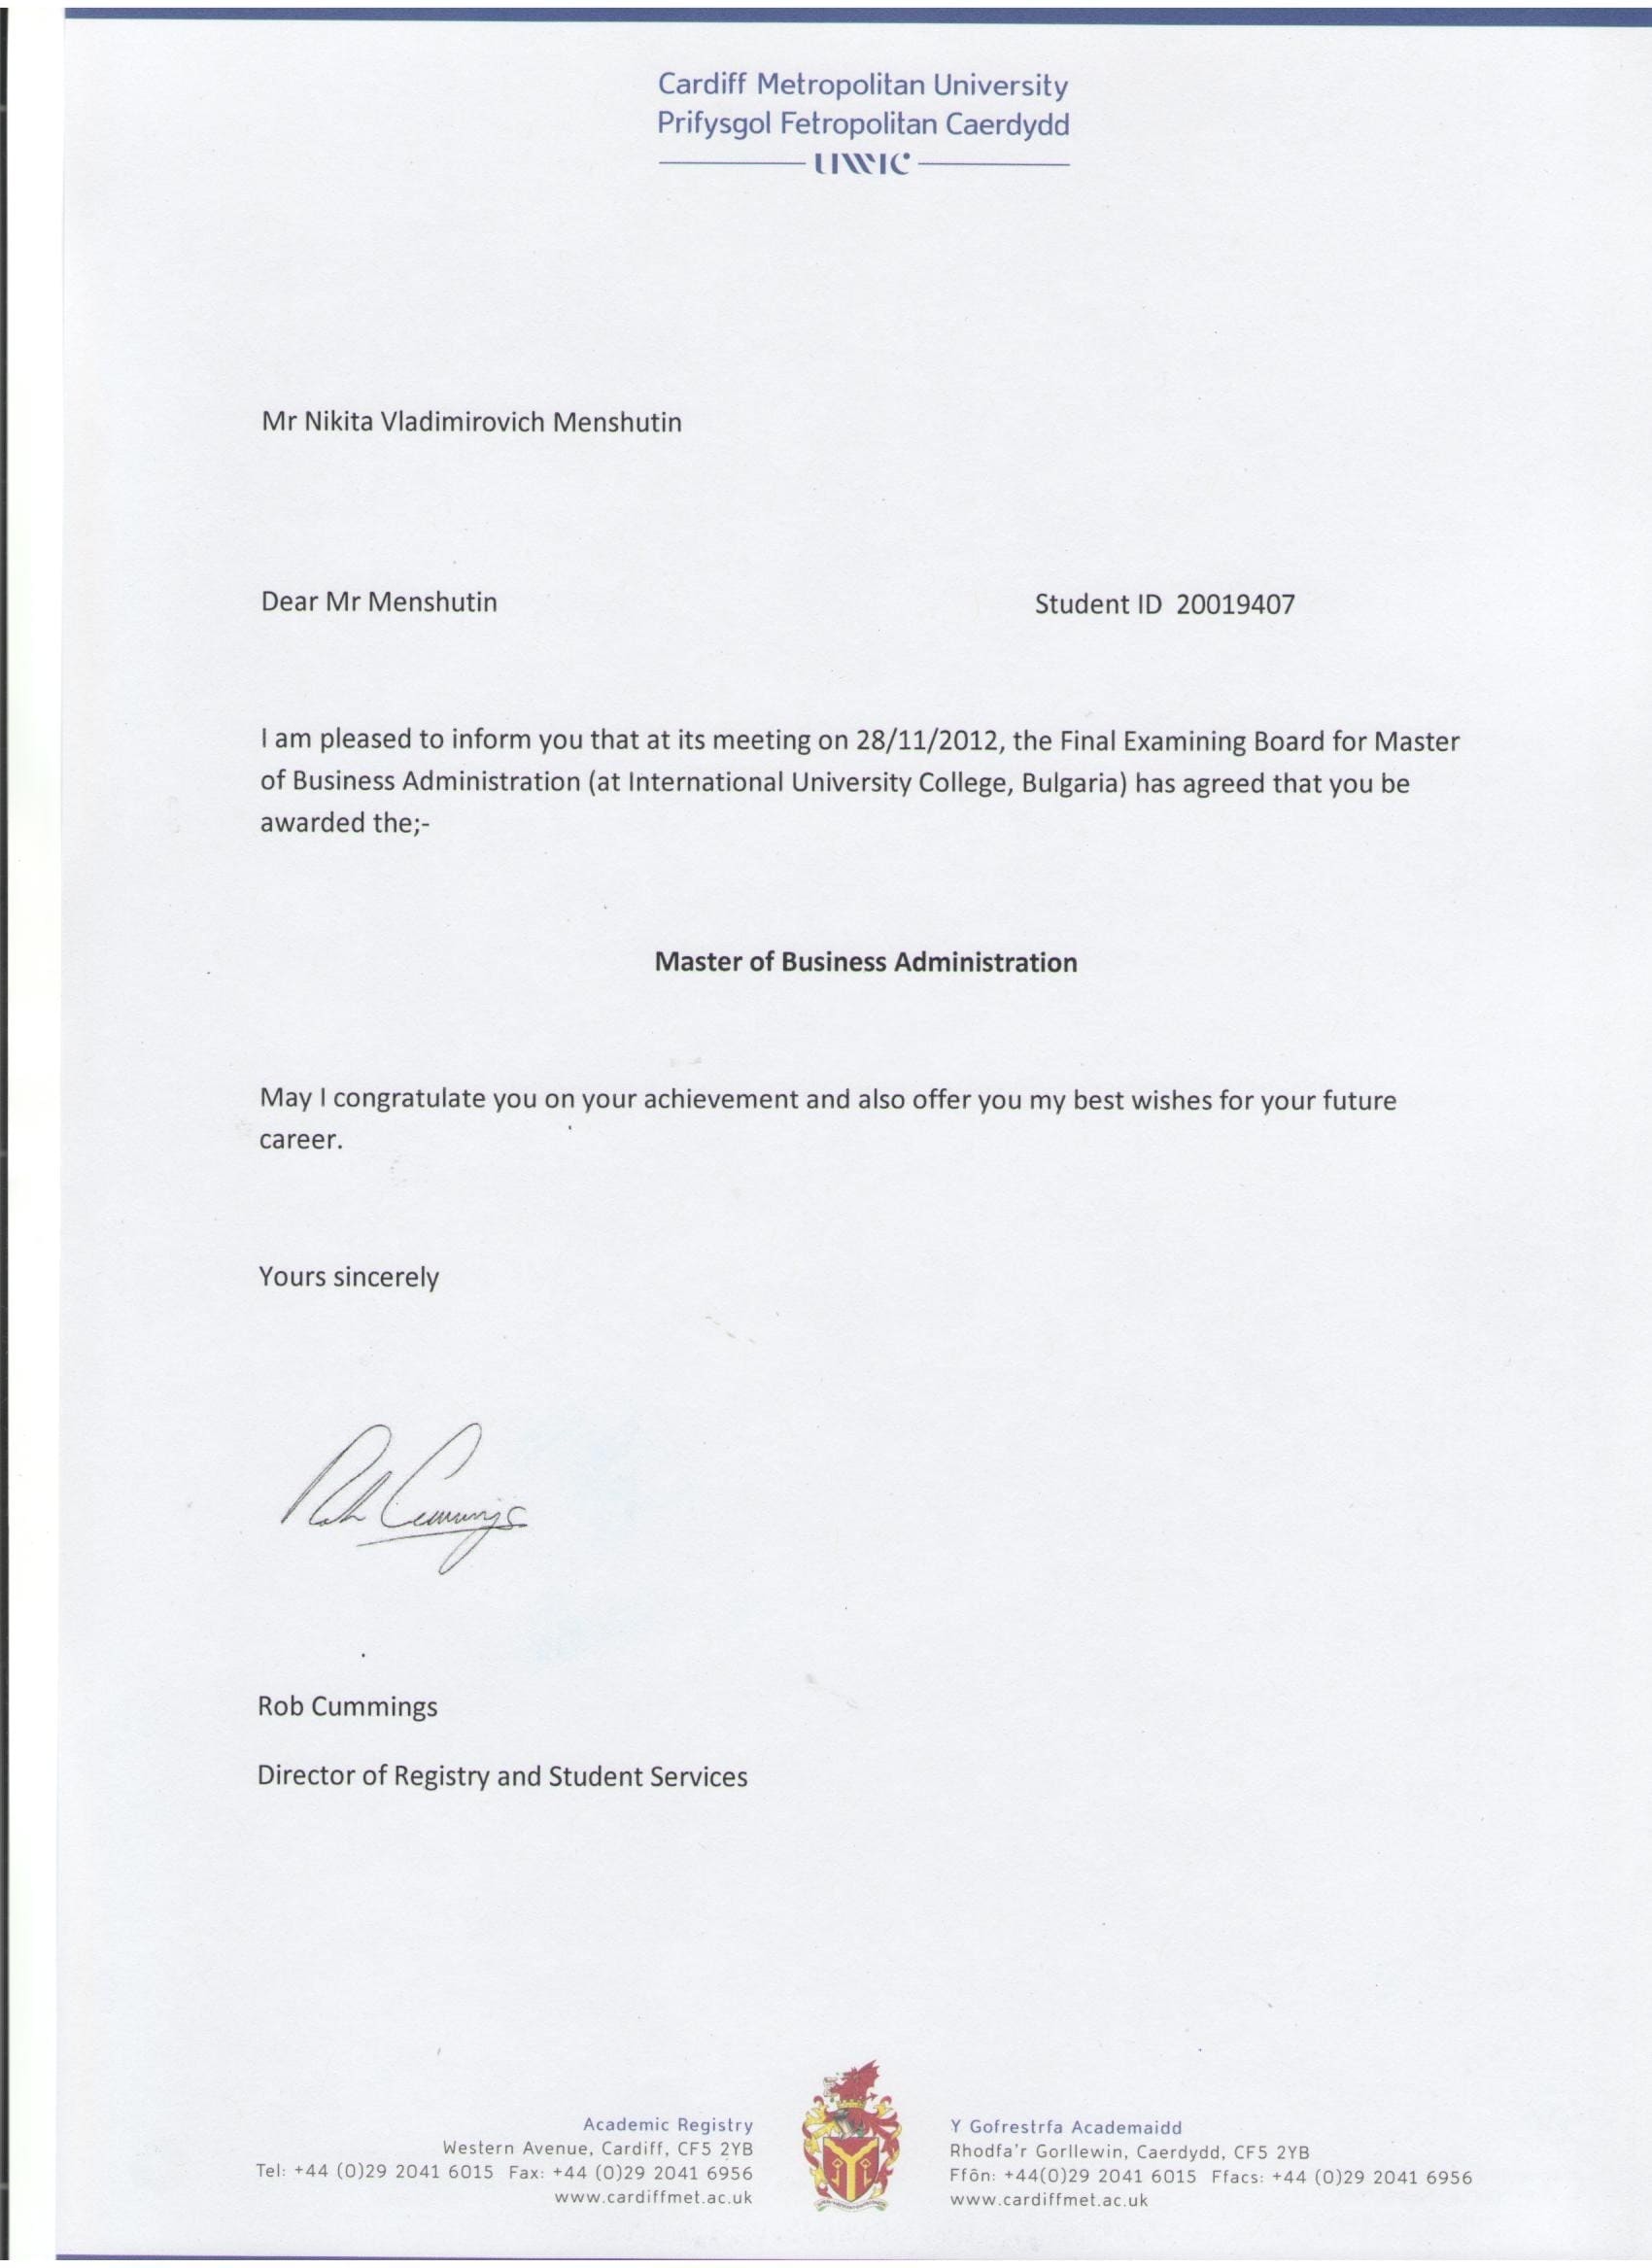 Cardiff Metropolitan University
Prifysgol Fetropolitan Caerdydd
UWIC
Mr Nikita Vladimirovich Menshutin
Dear Mr Menshutin
Student ID 20019407
I am pleased to inform you that at its meeting on 28/11/2012, the Final Examining Board for Master
of Business Administration (at International University College, Bulgaria) has agreed that you be
awarded the;-
Master of Business Administration
May I congratulate you on your achievement and also offer you my best wishes for your future
career.
Yours sincerely
Rob Cummings
Rob Cummings
Director of Registry and Student Services
Academic Registry
Western Avenue, Cardiff, CF5 2YB
Tel: +44 (0)29 2041 6015 Fax: +44 (0)29 2041 6956
www.cardiffmet.ac.uk
Y Gofrestrfa Academaidd
Rhodfa'r Gorllewin, Caerdydd, CF5 2YB
Ffôn: +44(0)29 2041 6015 Ffacs: +44 (0)29 2041 6956
www.cardiffmet.ac.uk